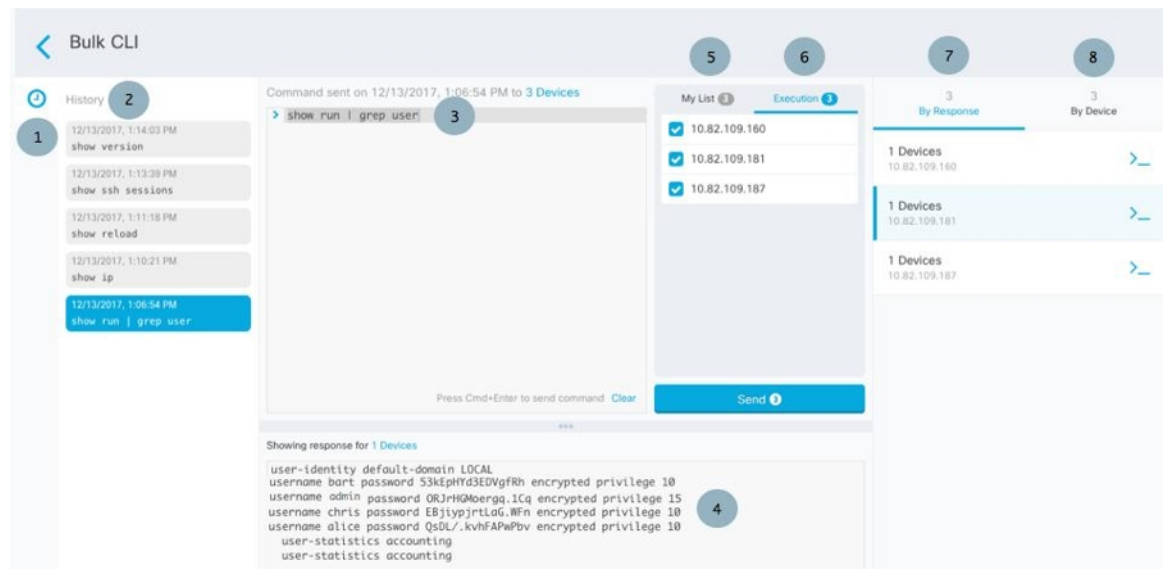 Bulk CLI
5
6
7
8
1
History 2
12/13/2017, 1:14:03 PM
show version
12/13/2017, 1:13:39 PM
show ssh sessions
12/13/2017, 1:11:18 PM
show reload
12/13/2017, 1:10:21 PM
show ip
12/13/2017, 1:06:54 PM
show run | grep user
Command sent on 12/13/2017, 1:06:54 PM to 3 Devices
> show run | grep user 3
Press Cmd+Enter to send command Clear
My List 3 Execution 3
10.82.109.160
10.82.109.181
10.82.109.187
Send 3
3
By Response
3
By Device
1 Devices
10.82.109.160
>_
1 Devices
10.82.109.181
>_
1 Devices
10.82.109.187
>_
Showing response for 1 Devices
user-identity default-domain LOCAL
username bart password 53kEpHYd3EDVgfRh encrypted privilege 10
username admin password ORJrHGMoergq.1Cq encrypted privilege 15
username chris password EBjiypjrtLaG.WFn encrypted privilege 10
username alice password QsDL/.kvhFAPwPbv encrypted privilege 10
user-statistics accounting
user-statistics accounting
4